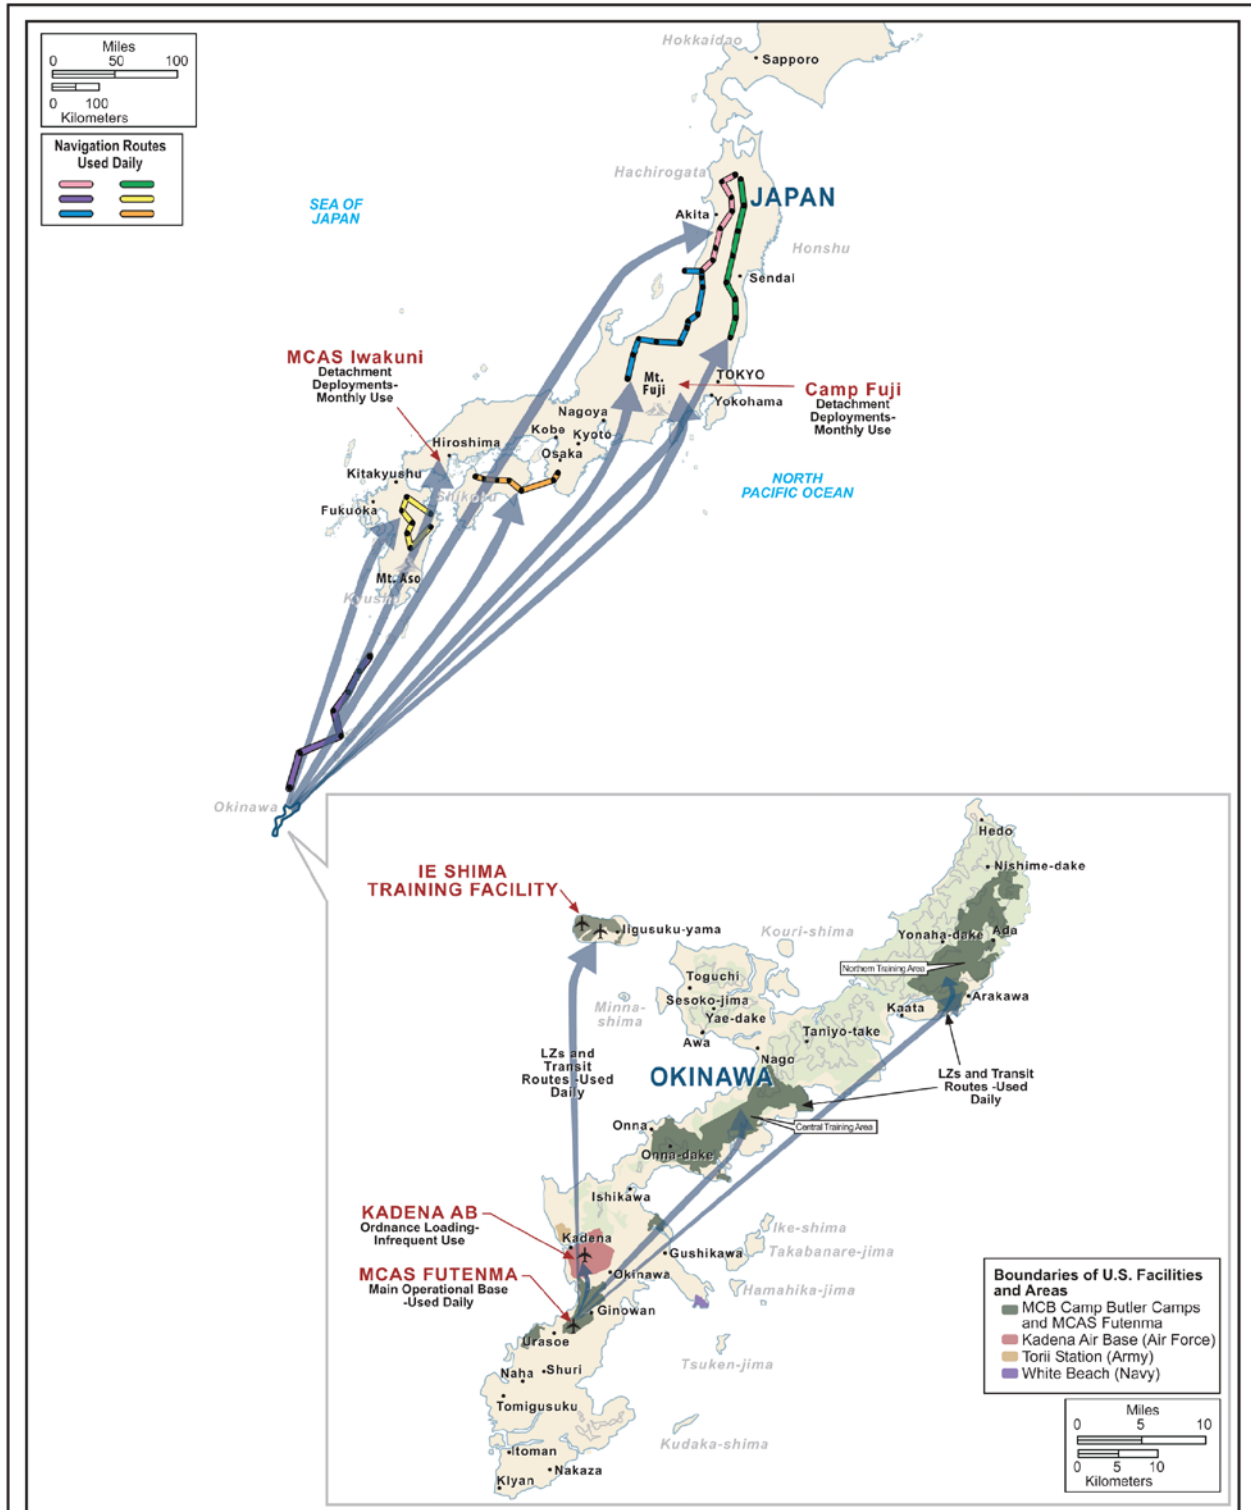 Miles
0 50 100
0 100
Kilometers
Navigation Routes
Used Daily
Hokkaidao
Sapporo
Hachirogata
JAPAN
SEA OF
JAPAN
Akita
Honshu
Sendai
MCAS Iwakuni
Detachment
Deployments-
Monthly Use
Mt.
Fuji
TOKYO
Yokohama
Camp Fuji
Detachment
Deployments-
Monthly Use
Nagoya
Kobe
Kyoto
Hiroshima
Osaka
Kitakyushu
Shikoku
Fukuoka
NORTH
PACIFIC OCEAN
Mt. Aso
Kyushu
Okinawa
Hedo
Nishime-dake
IE SHIMA
TRAINING FACILITY
Iigusuku-yama
Kouri-shima
Yonaha-dake
Ada
Northern Training Area
Toguchi
Sesoko-jima
Yae-dake
Minna-
shima
Awa
Arakawa
Kaata
Taniyo-take
Nago
LZs and
Transit
Routes -Used
Daily
OKINAWA
LZs and Transit
Routes -Used
Daily
Onna
Central Training Area
Onna-dake
Ishikawa
KADENA AB
Ordnance Loading-
Infrequent Use
Kadena
Ike-shima
Gushikawa
Takabanare-jima
MCAS FUTENMA
Main Operational Base
-Used Daily
Okinawa
Hamahika-jima
Ginowan
Urasoe
Shuri
Naha
Tsuken-jima
Tomigusuku
Kudaka-shima
Itoman
Nakaza
Klyan
Boundaries of U.S. Facilities
and Areas
MCB Camp Butler Camps
and MCAS Futenma
Kadena Air Base (Air Force)
Torii Station (Army)
White Beach (Navy)
Miles
0 5 10
0 5 10
Kilometers